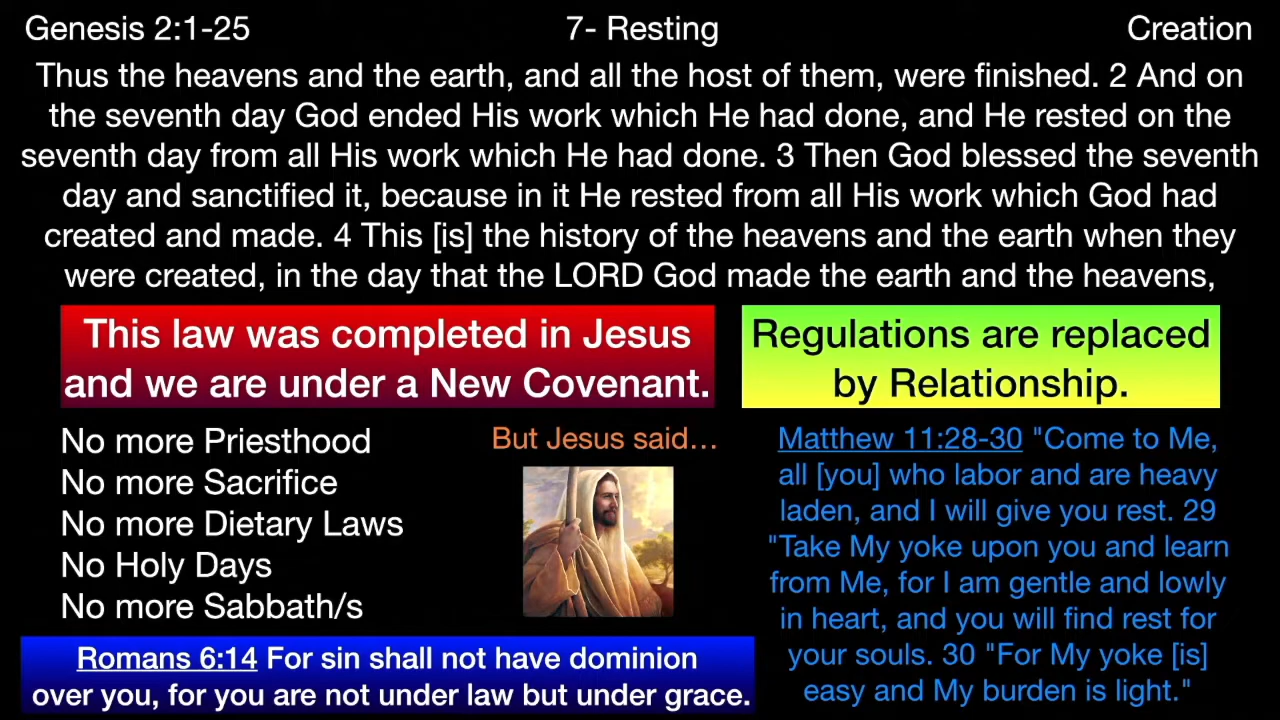 Genesis 2:1-25
7- Resting
Creation
Thus the heavens and the earth, and all the host of them, were finished. 2 And on
the seventh day God ended His work which He had done, and He rested on the
seventh day from all His work which He had done. 3 Then God blessed the seventh
day and sanctified it, because in it He rested from all His work which God had
created and made. 4 This [is] the history of the heavens and the earth when they
were created, in the day that the LORD God made the earth and the heavens,
This law was completed in Jesus
and we are under a New Covenant.
Regulations are replaced
by Relationship.
No more Priesthood
No more Sacrifice
No more Dietary Laws
No Holy Days
No more Sabbath/s
But Jesus said...
Matthew 11:28-30 "Come to Me,
all [you] who labor and are heavy
laden, and I will give you rest. 29
"Take My yoke upon you and learn
from Me, for I am gentle and lowly
in heart, and you will find rest for
your souls. 30 "For My yoke [is]
easy and My burden is light."
Romans 6:14 For sin shall not have dominion
over you, for you are not under law but under grace.